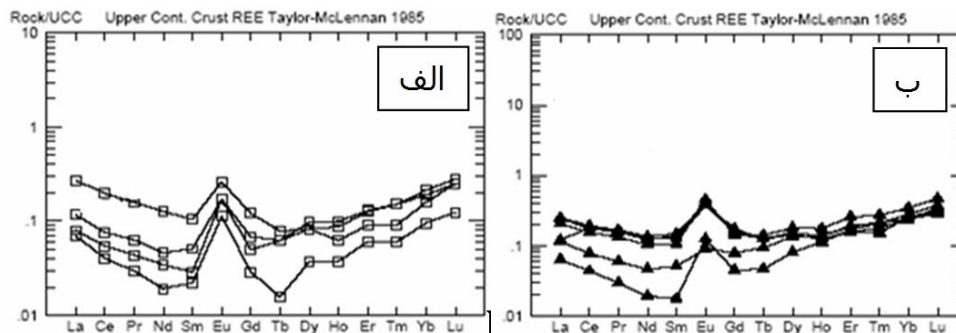 Rock/UCC Upper Cont. Crust REE Taylor-McLennan 1985
10
1
.1
.01
الف
La Ce Pr Nd Sm Eu Gd Tb Dy Ho Er Tm Yb Lu
Rock/UCC Upper Cont. Crust REE Taylor-McLennan 1985
100
10
1
.1
.01
ب
La Ce Pr Nd Sm Eu Gd Tb Dy Ho Er Tm Yb Lu